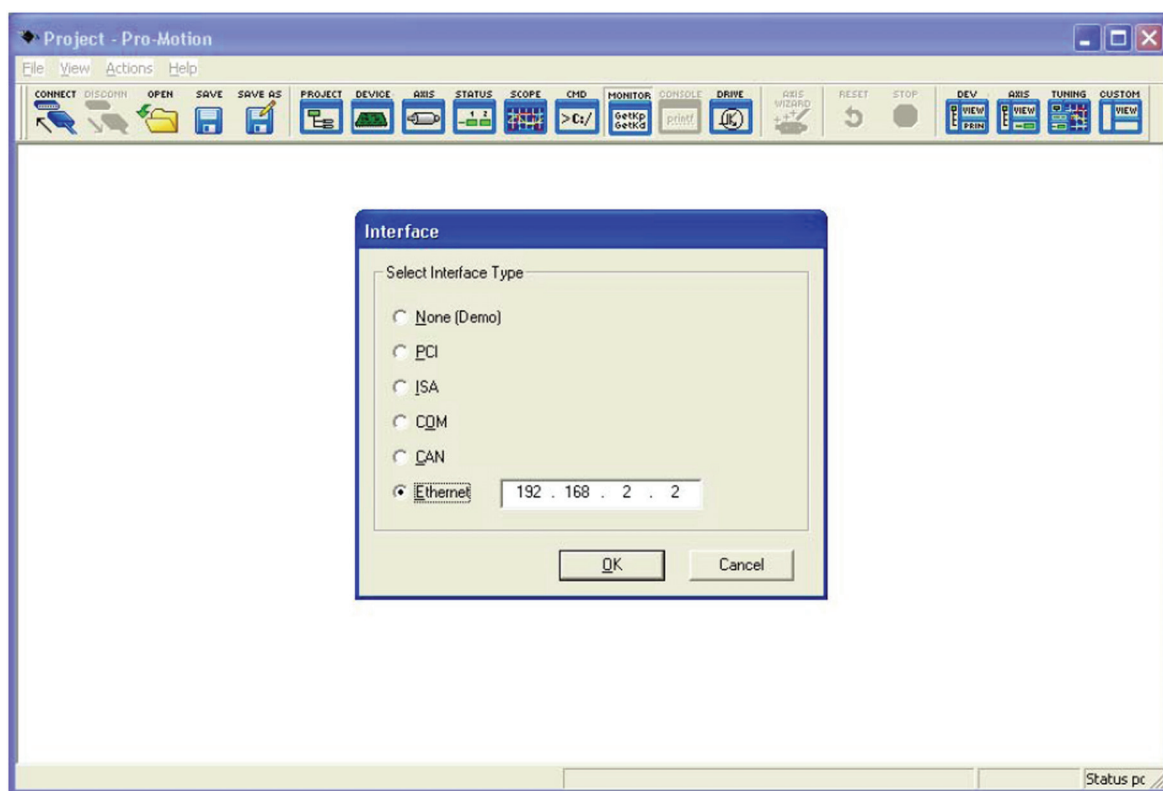 Project - Pro-Motion
File View Actions Help
CONNECT DISCONN OPEN SAVE SAVE AS PROJECT DEVICE AXIS STATUS SCOPE CMD MONITOR CONSOLE DRIVE AXIS WIZARD RESET STOP DEV AXIS TUNING CUSTOM
1 2 >C:/ GetKp GetKd printf VIEW PRIN VIEW VIEW
Interface
Select Interface Type
None (Demo)
PCI
ISA
COM
CAN
Ethernet 192 . 168 . 2 . 2
OK Cancel
Status pc